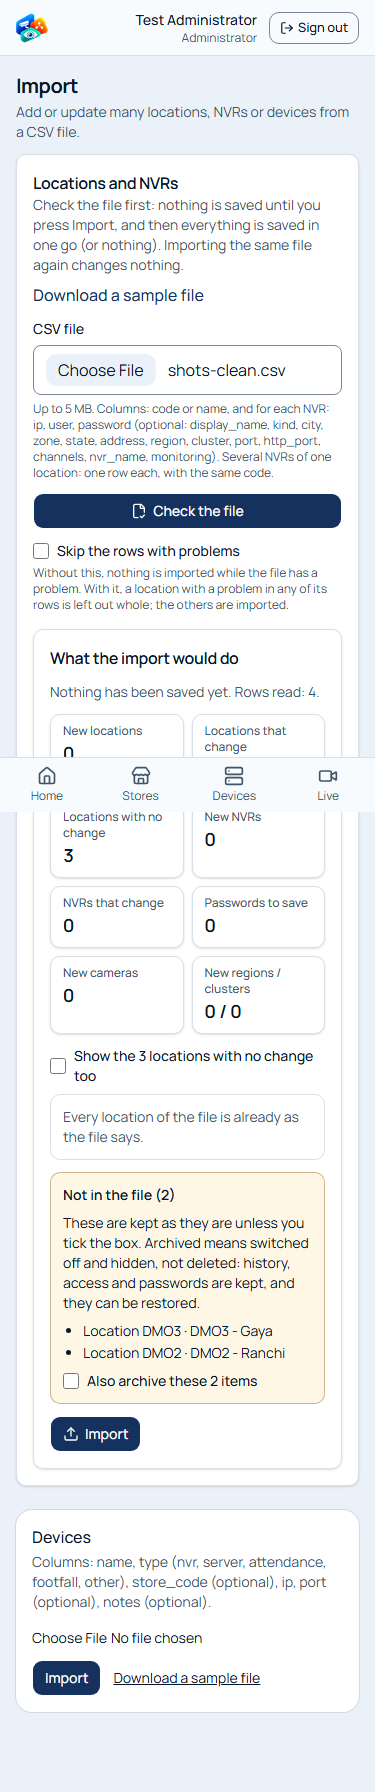 Test Administrator
Administrator
Sign out
Import
Add or update many locations, NVRs or devices from
a CSV file.
Locations and NVRs
Check the file first: nothing is saved until you
press Import, and then everything is saved in
one go (or nothing). Importing the same file
again changes nothing.
Download a sample file
CSV file
Choose File shots-clean.csv
Up to 5 MB. Columns: code or name, and for each NVR:
ip, user, password (optional: display_name, kind, city,
zone, state, address, region, cluster, port, http_port,
channels, nvr_name, monitoring). Several NVRs of one
location: one row each, with the same code.
Check the file
Skip the rows with problems
Without this, nothing is imported while the file has a
problem. With it, a location with a problem in any of its
rows is left out whole; the others are imported.
What the import would do
Nothing has been saved yet. Rows read: 4.
New locations
0
Locations that
change
Home
Stores
Devices
Live
Locations with no
change
3
New NVRs
0
NVRs that change
0
Passwords to save
0
New cameras
0
New regions /
clusters
0 / 0
Show the 3 locations with no change
too
Every location of the file is already as
the file says.
Not in the file (2)
These are kept as they are unless you
tick the box. Archived means switched
off and hidden, not deleted: history,
access and passwords are kept, and
they can be restored.
• Location DMO3 · DMO3 - Gaya
• Location DMO2 · DMO2 - Ranchi
Also archive these 2 items
Import
Devices
Columns: name, type (nvr, server, attendance,
footfall, other), store_code (optional), ip, port
(optional), notes (optional).
Choose File No file chosen
Import
Download a sample file